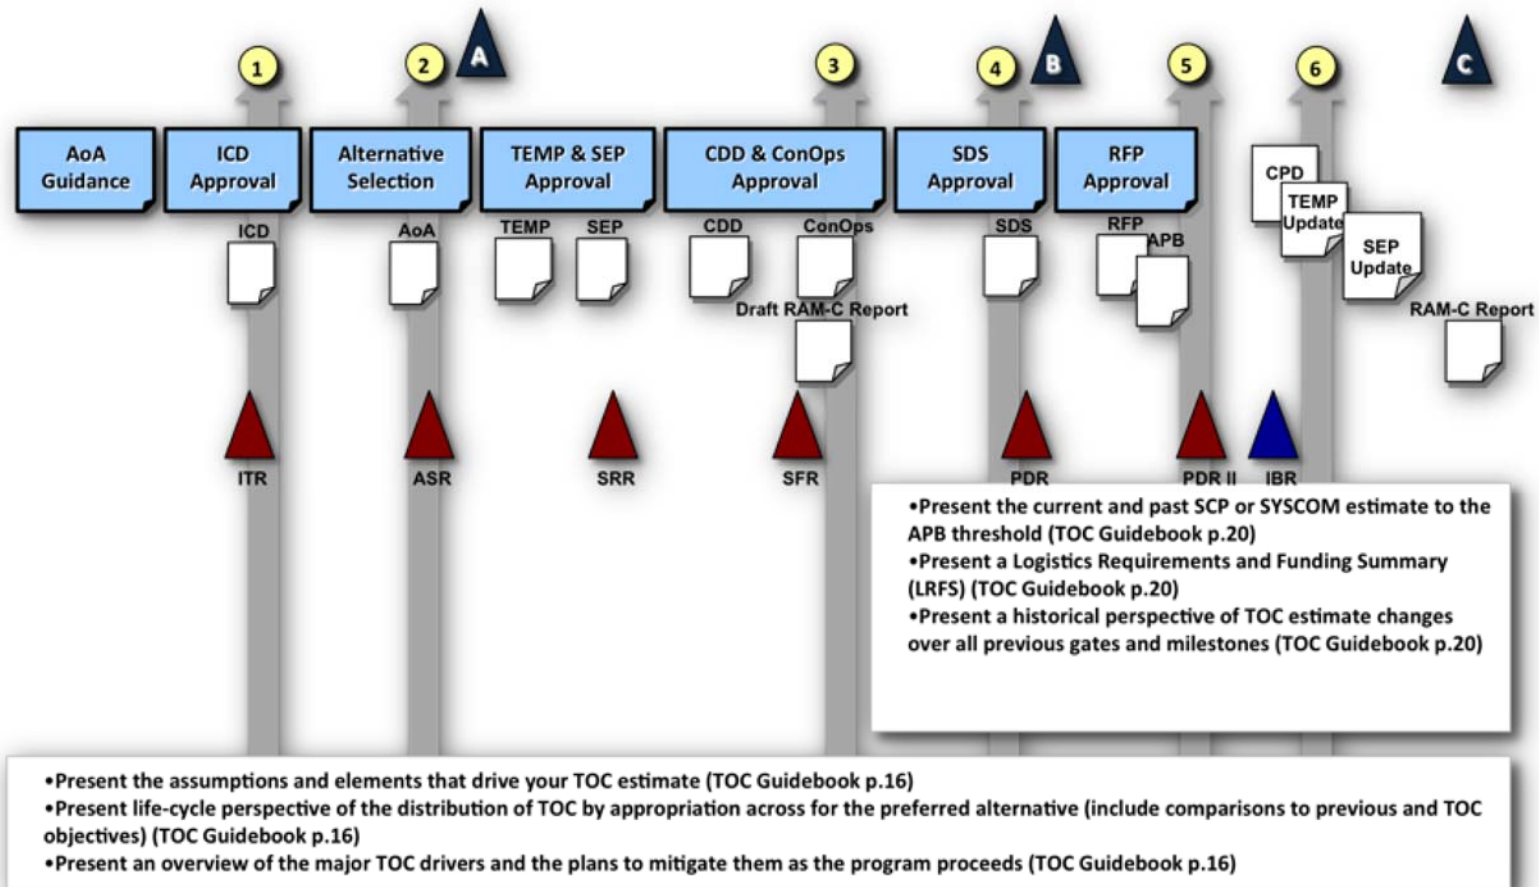 1
2
A
3
4
B
5
6
C
AoA
Guidance
ICD
Approval
Alternative
Selection
TEMP & SEP
Approval
CDD & ConOps
Approval
SDS
Approval
RFP
Approval
ICD
AoA
TEMP
SEP
CDD
ConOps
SDS
RFP
APB
CPD
TEMP
Update
SEP
Update
Draft RAM-C Report
RAM-C Report
ITR
ASR
SRR
SFR
PDR
PDR II
IBR
•Present the current and past SCP or SYSCOM estimate to the
APB threshold (TOC Guidebook p.20)
•Present a Logistics Requirements and Funding Summary
(LRFS) (TOC Guidebook p.20)
•Present a historical perspective of TOC estimate changes
over all previous gates and milestones (TOC Guidebook p.20)
•Present the assumptions and elements that drive your TOC estimate (TOC Guidebook p.16)
•Present life-cycle perspective of the distribution of TOC by appropriation across for the preferred alternative (include comparisons to previous and TOC
objectives) (TOC Guidebook p.16)
•Present an overview of the major TOC drivers and the plans to mitigate them as the program proceeds (TOC Guidebook p.16)